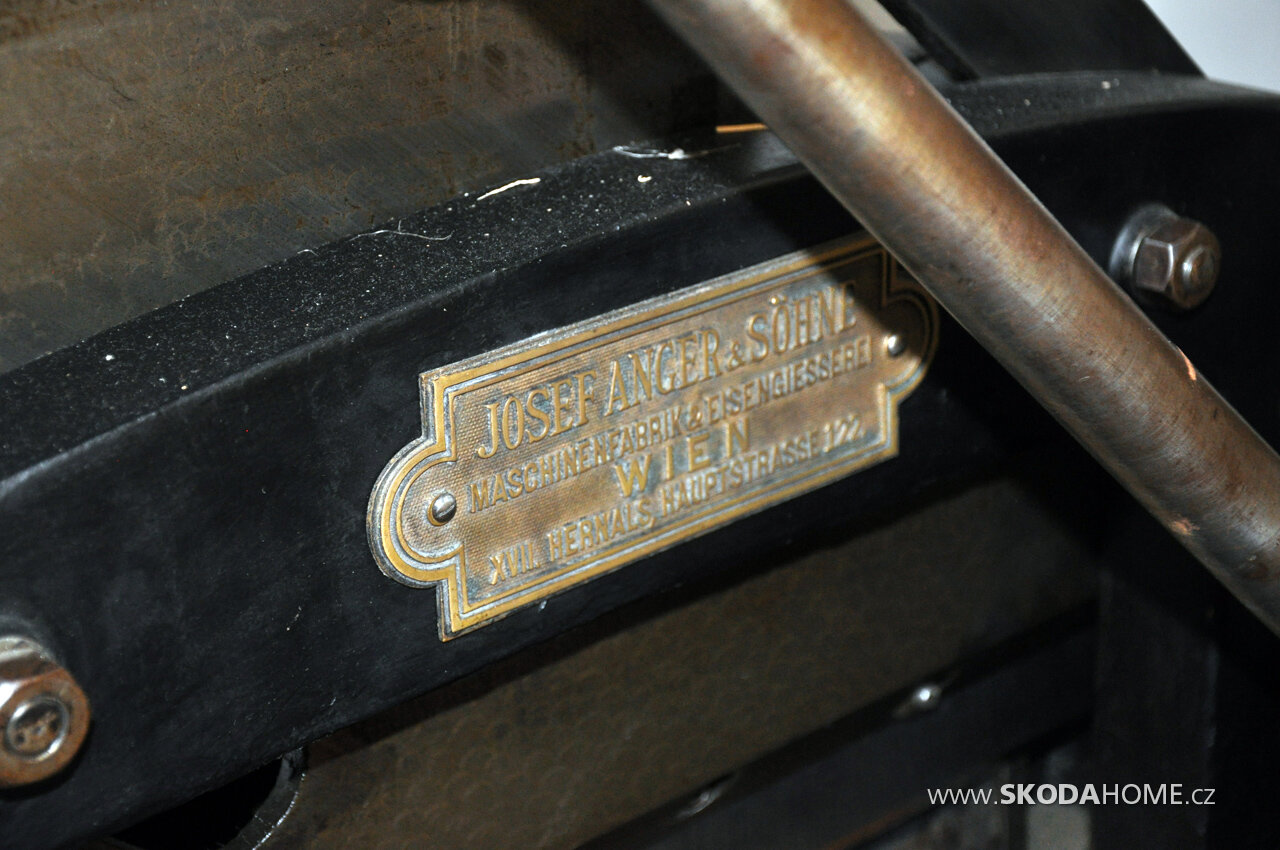 JOSEF ANGER & SÖHNE
MASCHINENFABRIK & EISENGIESSEREI
WIEN
XVII. HERNALS HAUPTSTRASSE 122.
www.SKODAHOME.cz